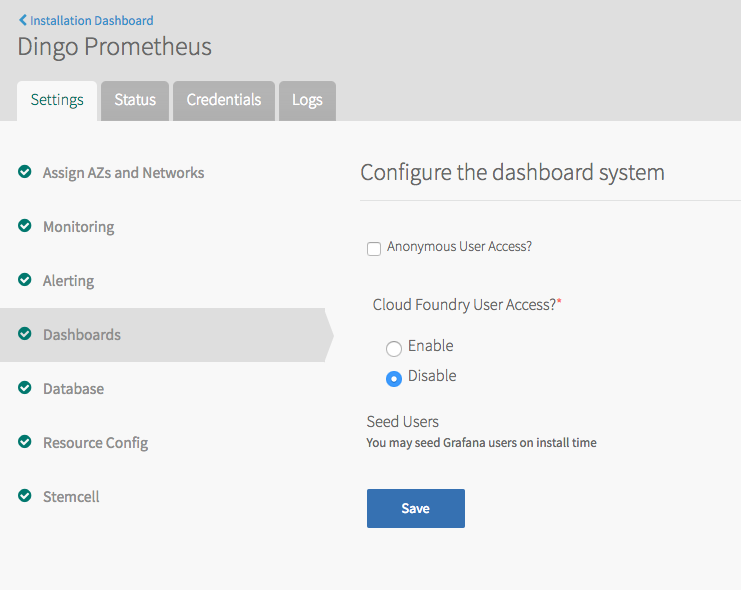 Installation Dashboard
Dingo Prometheus
Settings
Status
Credentials
Logs
Assign AZs and Networks
Monitoring
Alerting
Dashboards
Database
Resource Config
Stemcell
Configure the dashboard system
Anonymous User Access?
Cloud Foundry User Access?*
Enable
Disable
Seed Users
You may seed Grafana users on install time
Save